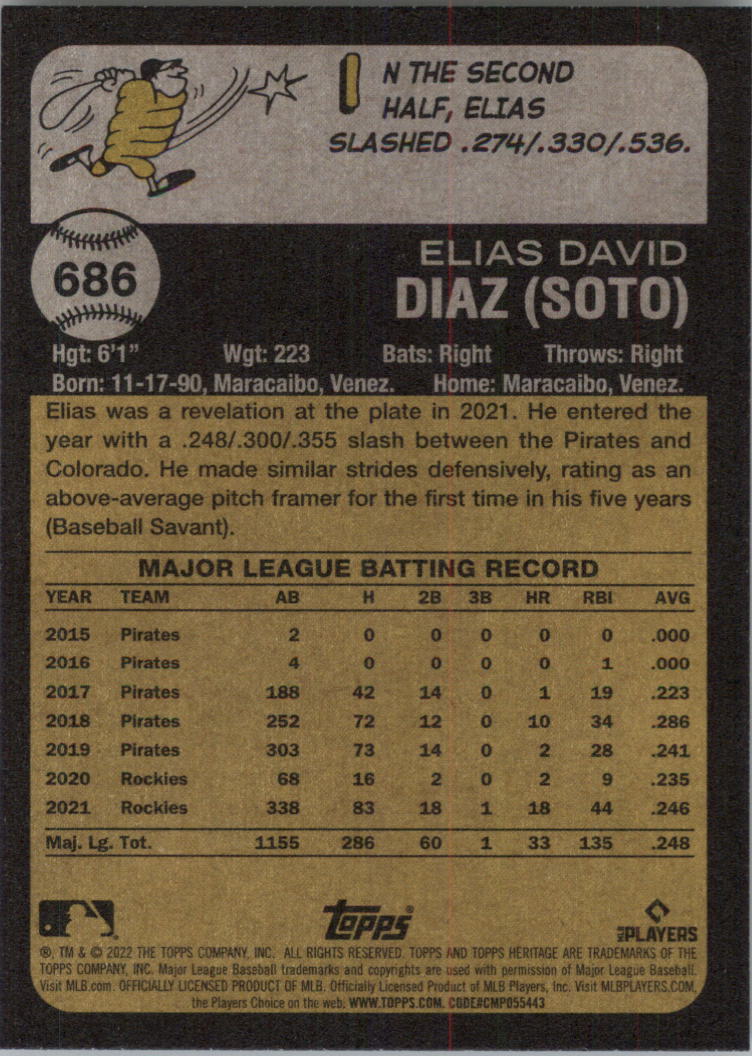 IN THE SECOND
HALF, ELIAS
SLASHED .274/.330/.536.
686
ELIAS DAVID
DIAZ (SOTO)
Hgt: 6'1" Wgt: 223 Bats: Right Throws: Right
Born: 11-17-90, Maracaibo, Venez. Home: Maracaibo, Venez.
Elias was a revelation at the plate in 2021. He entered the
year with a .248/.300/.355 slash between the Pirates and
Colorado. He made similar strides defensively, rating as an
above-average pitch framer for the first time in his five years
(Baseball Savant).
MAJOR LEAGUE BATTING RECORD
YEAR TEAM AB H 2B 3B HR RBI AVG
2015 Pirates 2 0 0 0 0 0 .000
2016 Pirates 4 0 0 0 0 1 .000
2017 Pirates 188 42 14 0 1 19 .223
2018 Pirates 252 72 12 0 10 34 .286
2019 Pirates 303 73 14 0 2 28 .241
2020 Rockies 68 16 2 0 2 9 .235
2021 Rockies 338 83 18 1 18 44 .246
Maj. Lg. Tot. 1155 286 60 1 33 135 .248
Topps®
MLB PLAYERS
®, TM & © 2022 THE TOPPS COMPANY, INC. ALL RIGHTS RESERVED. TOPPS AND TOPPS HERITAGE ARE TRADEMARKS OF THE
TOPPS COMPANY, INC. Major League Baseball trademarks and copyrights are used with permission of Major League Baseball.
Visit MLB.com. OFFICIALLY LICENSED PRODUCT OF MLB. Officially Licensed Product of MLB Players, Inc. Visit MLBPLAYERS.COM,
the Players Choice on the web. WWW.TOPPS.COM. CODE#CMP055443